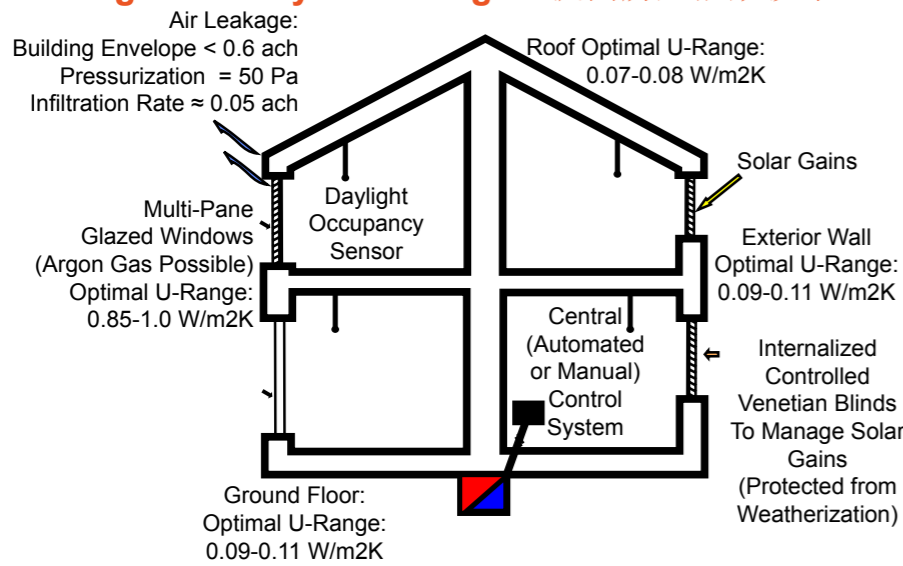 Air Leakage:
Building Envelope < 0.6 ach
Pressurization = 50 Pa
Infiltration Rate ≈ 0.05 ach
Roof Optimal U-Range:
0.07-0.08 W/m2K
Solar Gains
Daylight
Occupancy
Sensor
Multi-Pane
Glazed Windows
(Argon Gas Possible)
Optimal U-Range:
0.85-1.0 W/m2K
Exterior Wall
Optimal U-Range:
0.09-0.11 W/m2K
Central
(Automated
or Manual)
Control
System
Internalized
Controlled
Venetian Blinds
To Manage Solar
Gains
(Protected from
Weatherization)
Ground Floor:
Optimal U-Range:
0.09-0.11 W/m2K